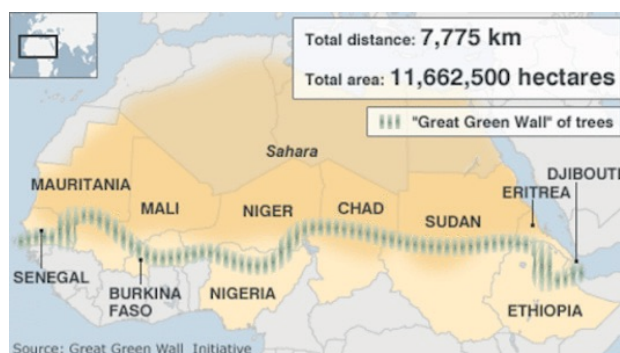 Total distance: 7,775 km
Total area: 11,662,500 hectares
"Great Green Wall" of trees
Sahara
DJIBOUTI
ERITREA
MAURITANIA
MALI
NIGER
CHAD
SUDAN
SENEGAL
BURKINA
FASO
NIGERIA
ETHIOPIA
Source: Great Green Wall Initiative